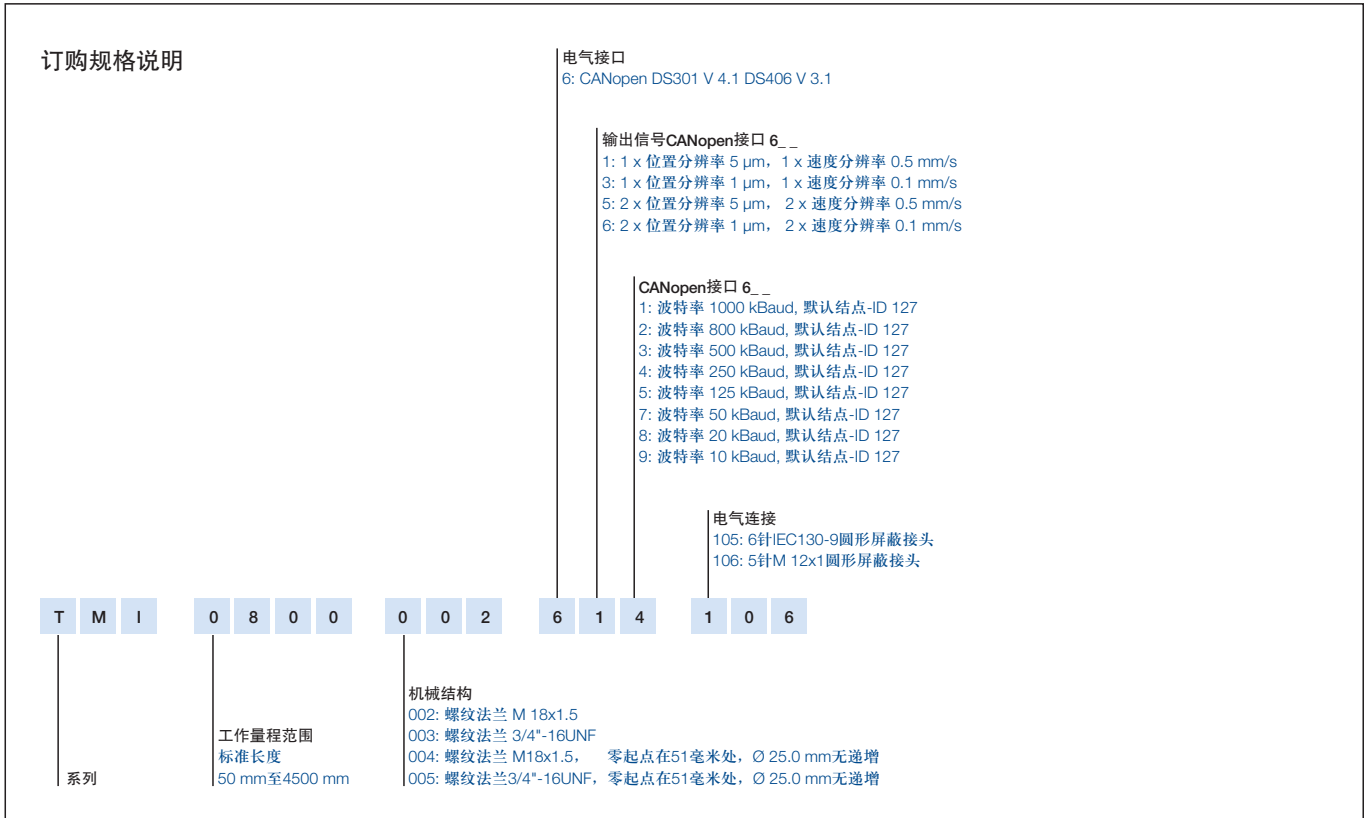 订购规格说明
电气接口
6: CANopen DS301 V 4.1 DS406 V 3.1
输出信号CANopen接口 6_ _
1: 1 x 位置分辨率 5 µm，1 x 速度分辨率 0.5 mm/s
3: 1 x 位置分辨率 1 µm，1 x 速度分辨率 0.1 mm/s
5: 2 x 位置分辨率 5 µm， 2 x 速度分辨率 0.5 mm/s
6: 2 x 位置分辨率 1 µm， 2 x 速度分辨率 0.1 mm/s
CANopen接口 6_ _
1: 波特率 1000 kBaud, 默认结点-ID 127
2: 波特率 800 kBaud, 默认结点-ID 127
3: 波特率 500 kBaud, 默认结点-ID 127
4: 波特率 250 kBaud, 默认结点-ID 127
5: 波特率 125 kBaud, 默认结点-ID 127
7: 波特率 50 kBaud, 默认结点-ID 127
8: 波特率 20 kBaud, 默认结点-ID 127
9: 波特率 10 kBaud, 默认结点-ID 127
电气连接
105: 6针IEC130-9圆形屏蔽接头
106: 5针M 12x1圆形屏蔽接头
T M I 0 8 0 0 0 0 2 6 1 4 1 0 6
机械结构
002: 螺纹法兰 M 18x1.5
003: 螺纹法兰 3/4"-16UNF
004: 螺纹法兰 M18x1.5， 零起点在51毫米处，Ø 25.0 mm无递增
005: 螺纹法兰3/4"-16UNF，零起点在51毫米处，Ø 25.0 mm无递增
工作量程范围
标准长度
50 mm至4500 mm
系列